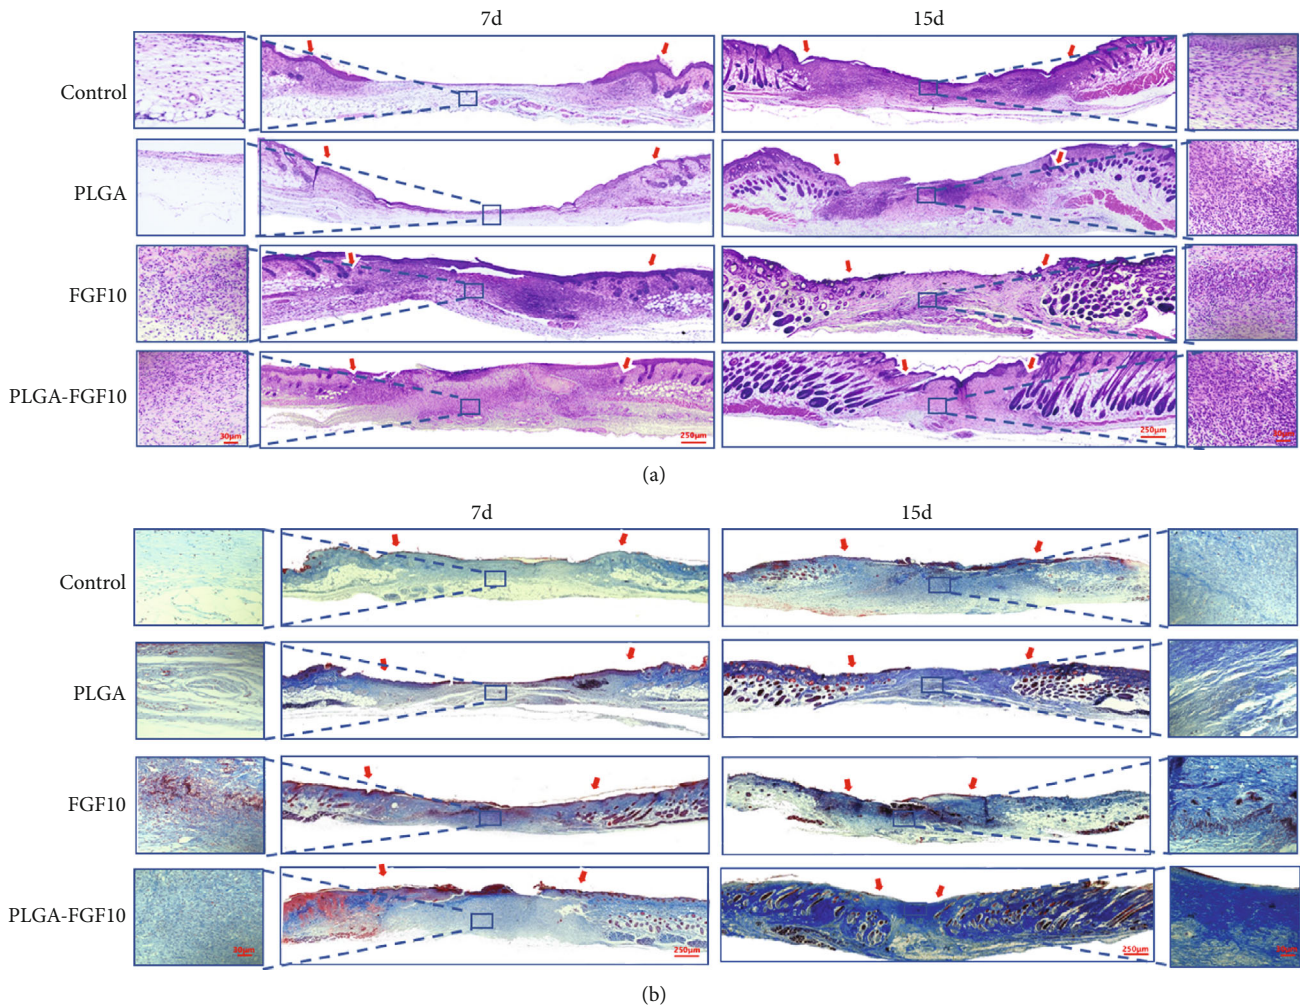 7d 15d
Control
PLGA
FGF10
PLGA-FGF10
30μm 250μm 250μm
(a)
7d 15d
Control
PLGA
FGF10
PLGA-FGF10
250μm 250μm
(b)